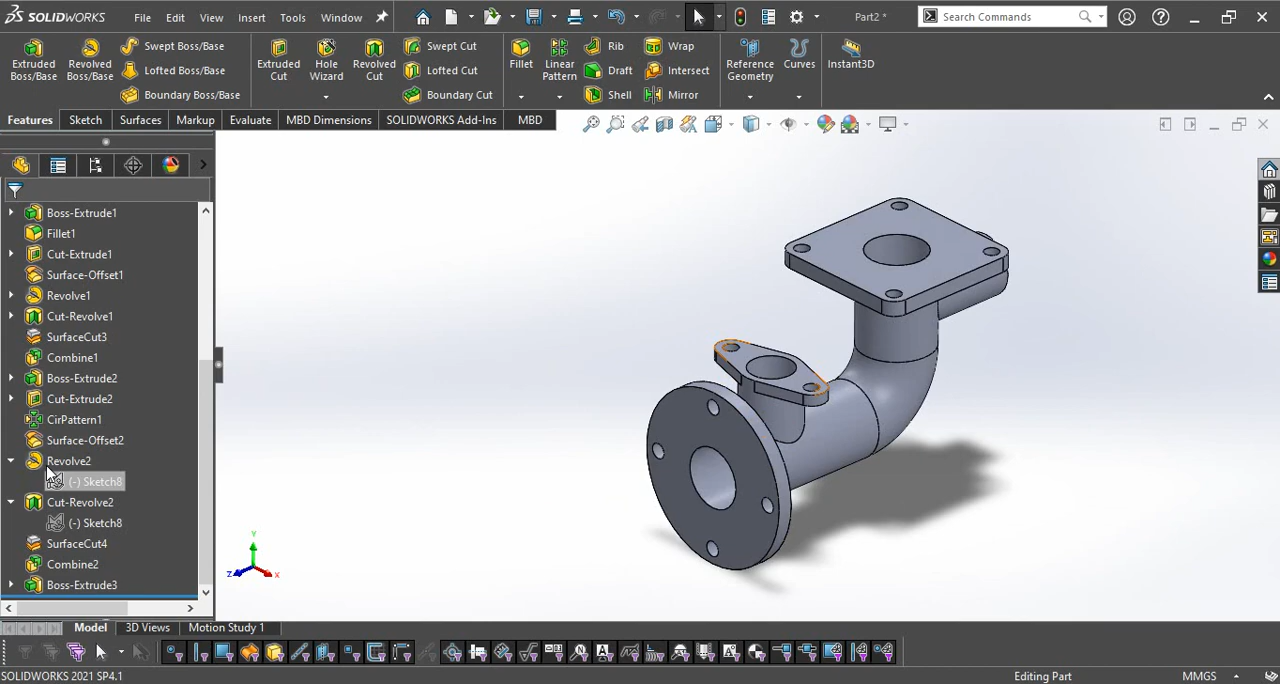 SOLIDWORKS File Edit View Insert Tools Window Part2 * Search Commands
Extruded Boss/Base
Revolved Boss/Base
Swept Boss/Base
Lofted Boss/Base
Boundary Boss/Base
Extruded Cut
Hole Wizard
Revolved Cut
Swept Cut
Lofted Cut
Boundary Cut
Fillet
Linear Pattern
Rib
Draft
Shell
Wrap
Intersect
Mirror
Reference Geometry
Curves
Instant3D
Features Sketch Surfaces Markup Evaluate MBD Dimensions SOLIDWORKS Add-Ins MBD
Boss-Extrude1
Fillet1
Cut-Extrude1
Surface-Offset1
Revolve1
Cut-Revolve1
SurfaceCut3
Combine1
Boss-Extrude2
Cut-Extrude2
CirPattern1
Surface-Offset2
Revolve2
(-) Sketch8
Cut-Revolve2
(-) Sketch8
SurfaceCut4
Combine2
Boss-Extrude3
Y
Z X
Model 3D Views Motion Study 1
SOLIDWORKS 2021 SP4.1 Editing Part MMGS